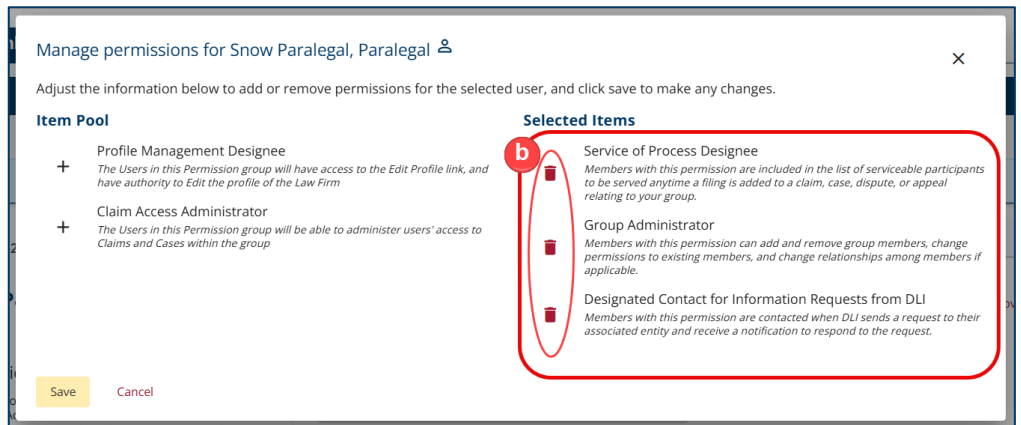 Manage permissions for Snow Paralegal, Paralegal
Adjust the information below to add or remove permissions for the selected user, and click save to make any changes.
Item Pool
Profile Management Designee
The Users in this Permission group will have access to the Edit Profile link, and
have authority to Edit the profile of the Law Firm
Claim Access Administrator
The Users in this Permission group will be able to administer users' access to
Claims and Cases within the group
Selected Items
b
Service of Process Designee
Members with this permission are included in the list of serviceable participants
to be served anytime a filing is added to a claim, case, dispute, or appeal
relating to your group.
Group Administrator
Members with this permission can add and remove group members, change
permissions to existing members, and change relationships among members if
applicable.
Designated Contact for Information Requests from DLI
Members with this permission are contacted when DLI sends a request to their
associated entity and receive a notification to respond to the request.
Save Cancel